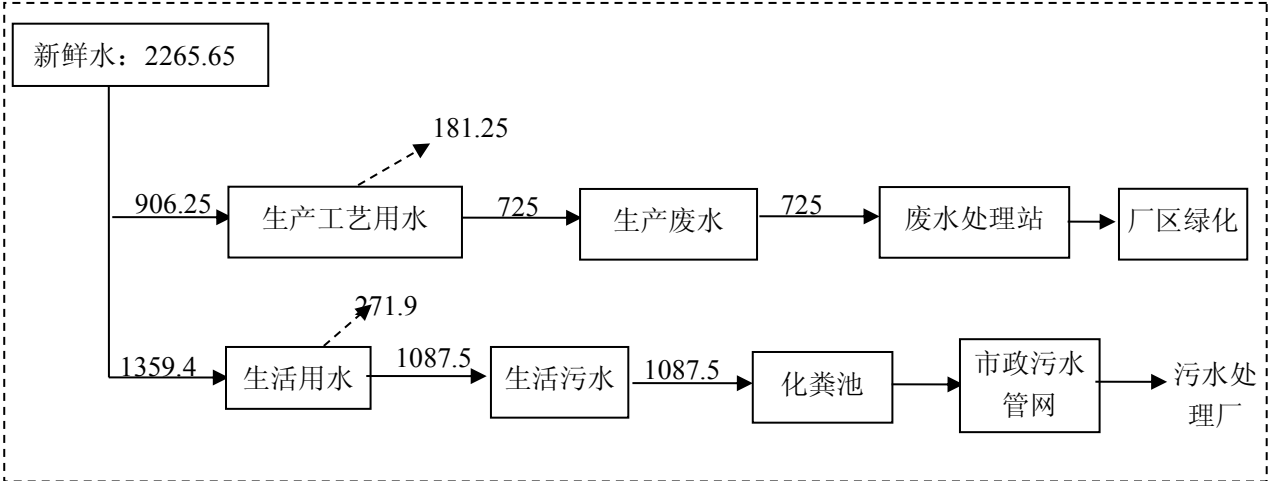 新鲜水：2265.65
181.25
906.25
生产工艺用水
725
生产废水
725
废水处理站
厂区绿化
271.9
1359.4
生活用水
1087.5
生活污水
1087.5
化粪池
市政污水
管网
污水处
理厂